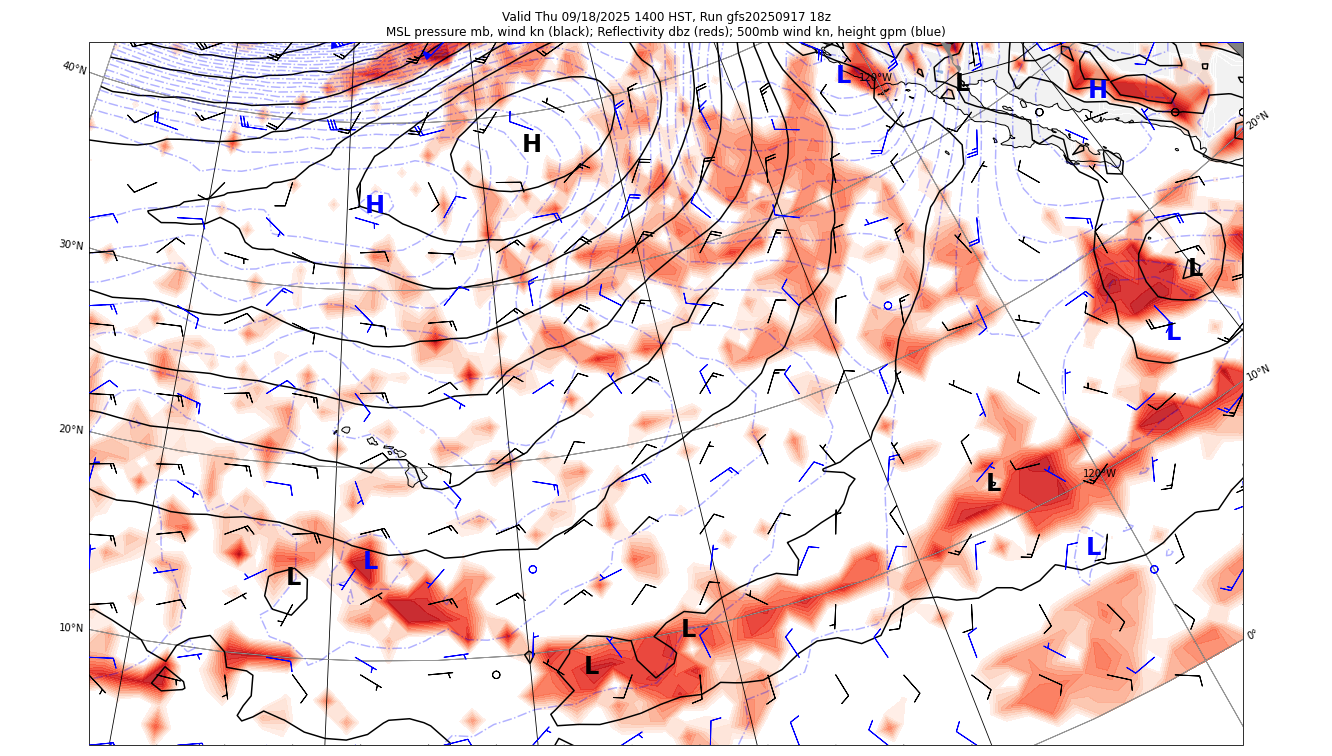 Valid Thu 09/18/2025 1400 HST, Run gfs20250917 18z
MSL pressure mb, wind kn (black); Reflectivity dbz (reds); 500mb wind kn, height gpm (blue)
40°N
L
120°W
L
H
20°N
H
H
30°N
L
L
10°N
20°N
L
120°W
L
L
L
10°N
L
L
0°